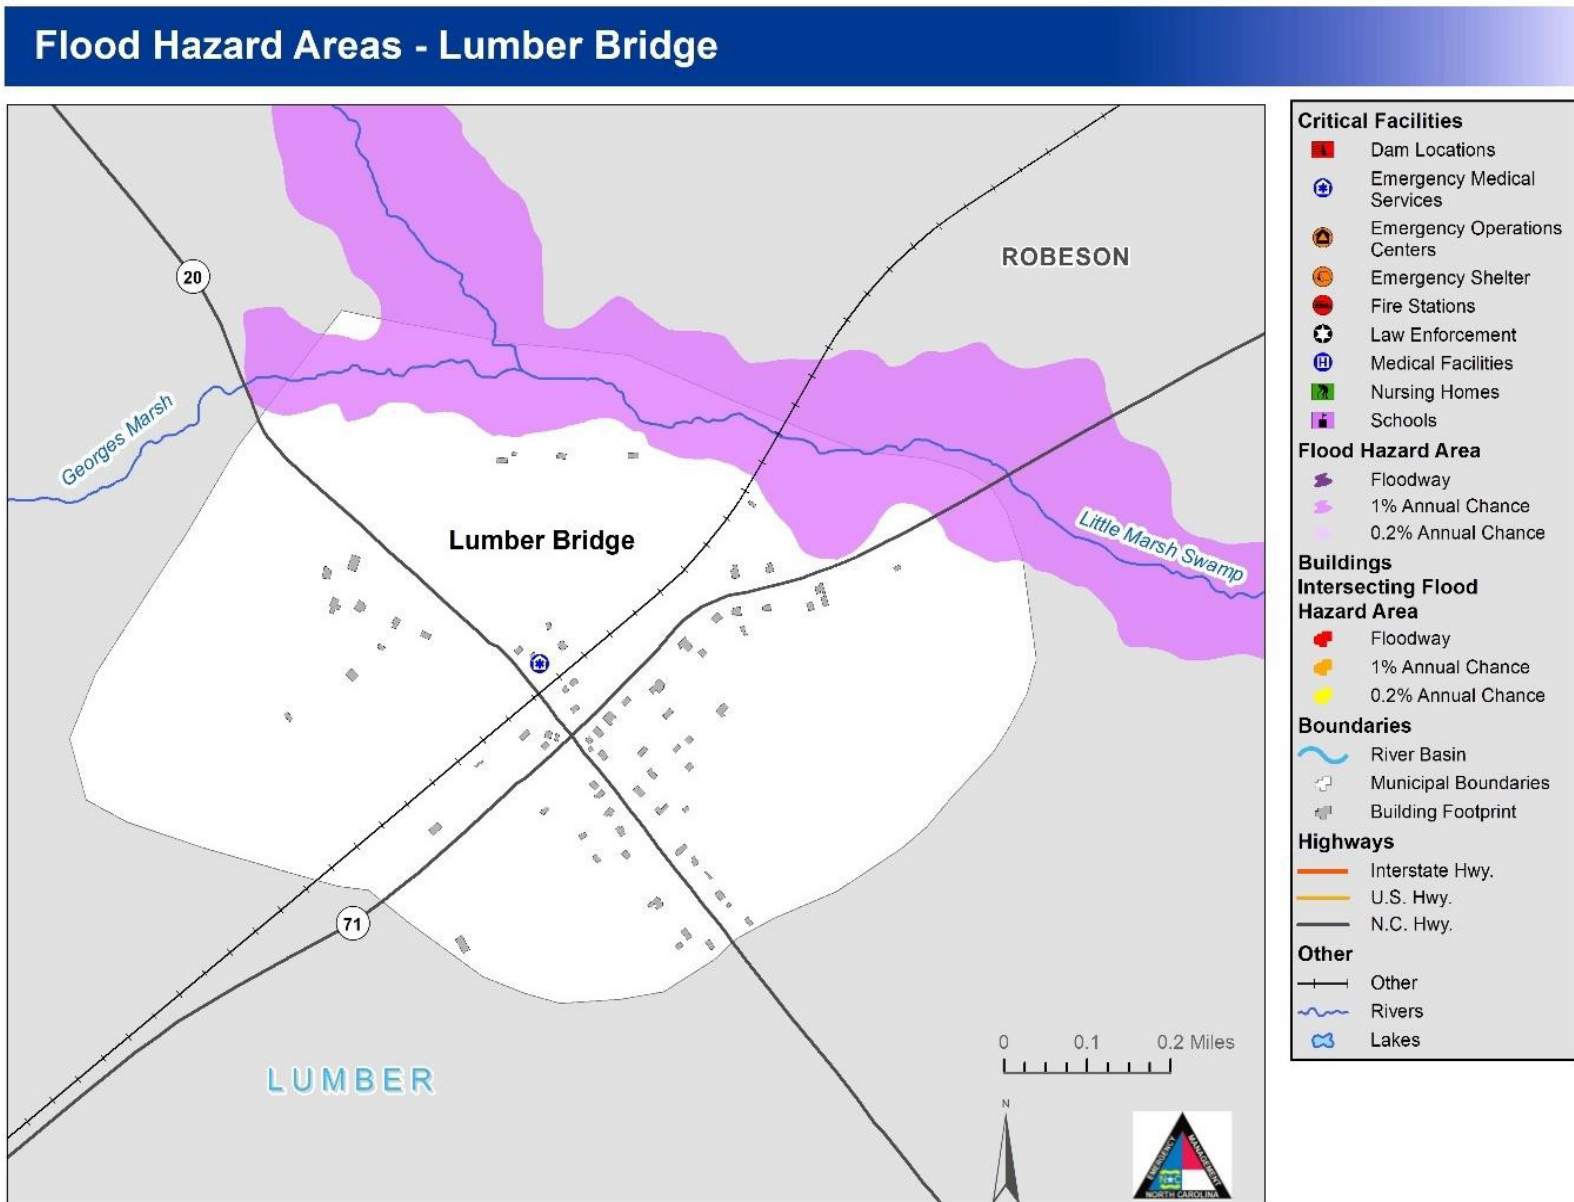 Flood Hazard Areas - Lumber Bridge
20
ROBESON
Georges Marsh
Lumber Bridge
Little Marsh Swamp
71
LUMBER
0 0.1 0.2 Miles
N
EMERGENCY
MANAGEMENT
NORTH CAROLINA
Critical Facilities
Dam Locations
Emergency Medical
Services
Emergency Operations
Centers
Emergency Shelter
Fire Stations
Law Enforcement
H
Medical Facilities
Nursing Homes
Schools
Flood Hazard Area
Floodway
1% Annual Chance
0.2% Annual Chance
Buildings
Intersecting Flood
Hazard Area
Floodway
1% Annual Chance
0.2% Annual Chance
Boundaries
River Basin
Municipal Boundaries
Building Footprint
Highways
Interstate Hwy.
U.S. Hwy.
N.C. Hwy.
Other
Other
Rivers
Lakes